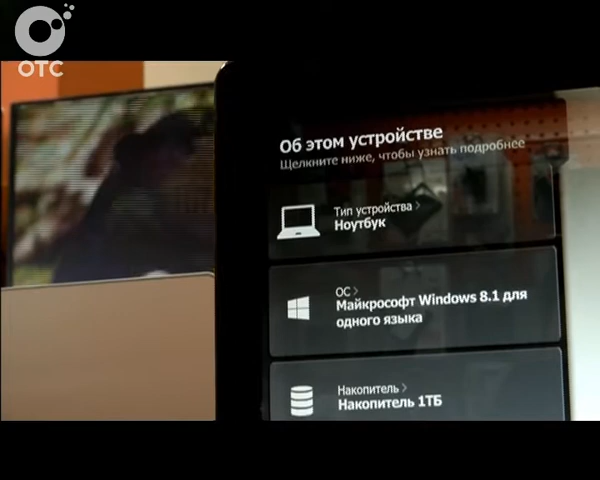 ОТС
Об этом устройстве
Щелкните ниже, чтобы узнать подробнее
Тип устройства >
Ноутбук
ОС >
Майкрософт Windows 8.1 для
одного языка
Накопитель >
Накопитель 1ТБ